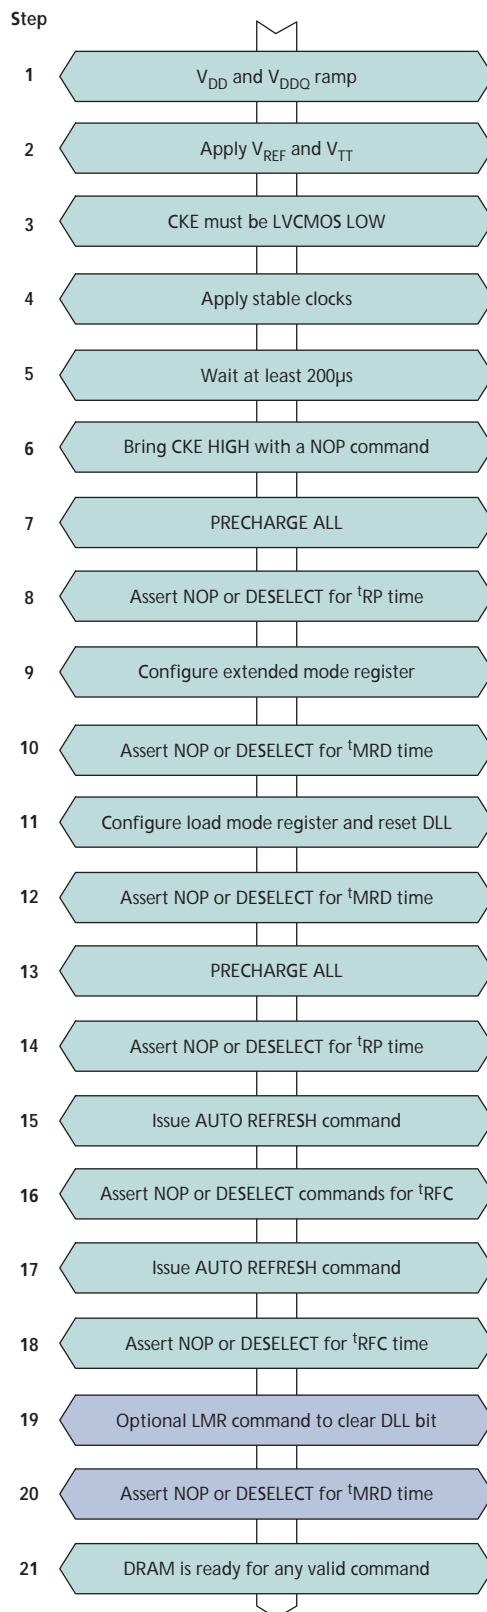 Step
1 V_DD and V_DDQ ramp
2 Apply V_REF and V_TT
3 CKE must be LVCMOS LOW
4 Apply stable clocks
5 Wait at least 200µs
6 Bring CKE HIGH with a NOP command
7 PRECHARGE ALL
8 Assert NOP or DESELECT for ^tRP time
9 Configure extended mode register
10 Assert NOP or DESELECT for ^tMRD time
11 Configure load mode register and reset DLL
12 Assert NOP or DESELECT for ^tMRD time
13 PRECHARGE ALL
14 Assert NOP or DESELECT for ^tRP time
15 Issue AUTO REFRESH command
16 Assert NOP or DESELECT commands for ^tRFC
17 Issue AUTO REFRESH command
18 Assert NOP or DESELECT for ^tRFC time
19 Optional LMR command to clear DLL bit
20 Assert NOP or DESELECT for ^tMRD time
21 DRAM is ready for any valid command